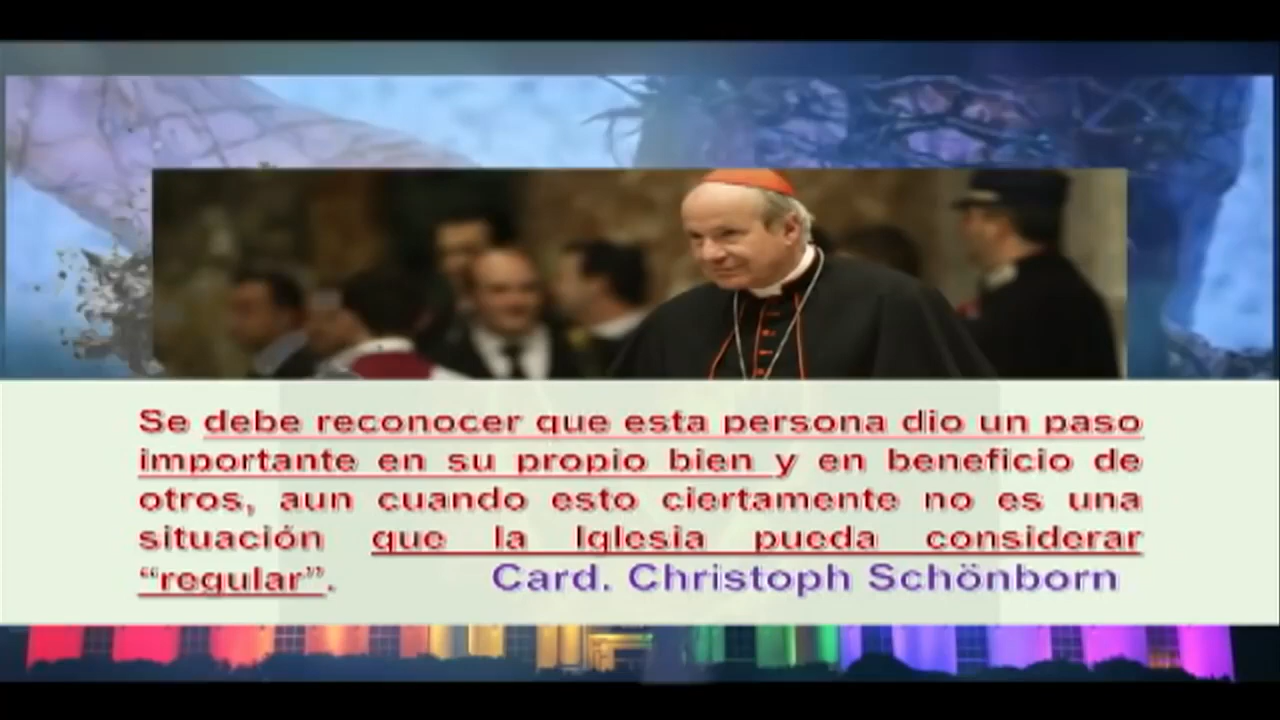 Se debe reconocer que esta persona dio un paso
importante en su propio bien y en beneficio de
otros, aun cuando esto ciertamente no es una
situación que la Iglesia pueda considerar
“regular”. Card. Christoph Schönborn